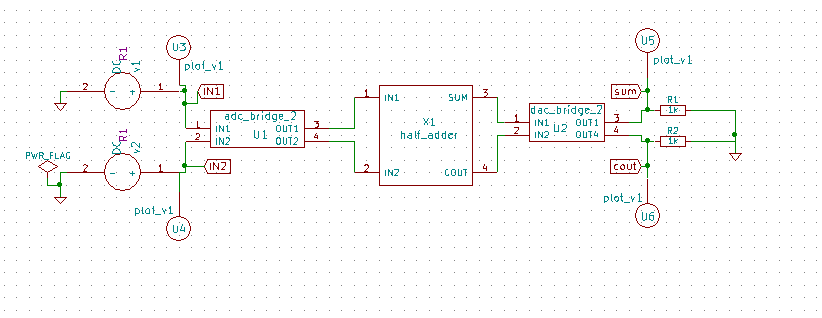 U3
plot_v1
DC
R1
v1
2
1
IN1
adc_bridge_2
IN1
IN2
U1
OUT1
OUT2
1
2
3
4
PWR_FLAG
DC
R1
v2
2
1
IN2
plot_v1
U4
1
2
IN1
IN2
X1
half_adder
SUM
COUT
3
4
dac_bridge_2
1
2
IN1
IN2
U2
OUT1
OUT4
3
4
U5
plot_v1
sum
R1
1k
R2
1k
cout
plot_v1
U6